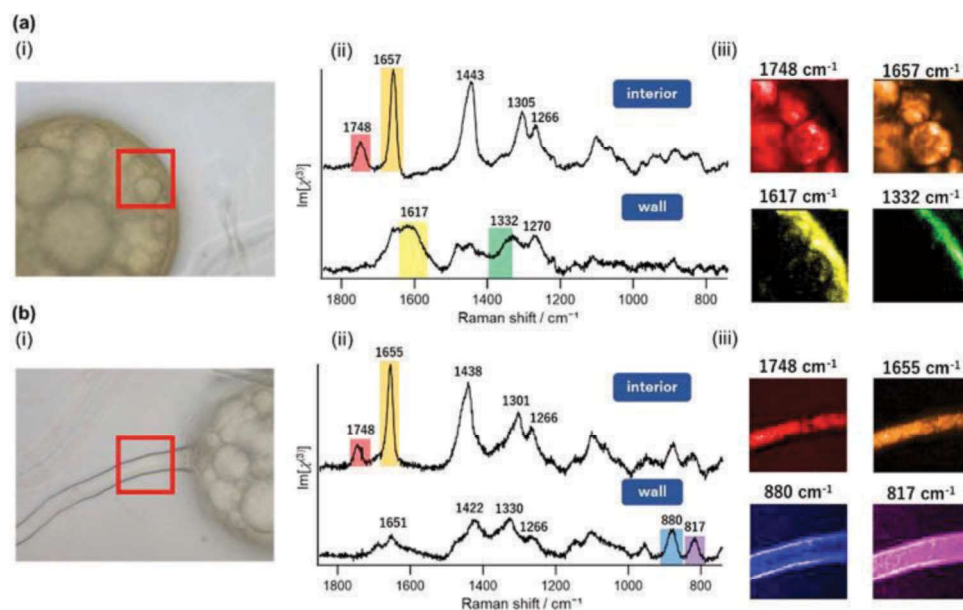 (a)
(i)
(ii)
(iii)
1748
1657
1443
1305
1266
interior
1617
1332
1270
wall
Im[χ⁽³⁾]
1800 1600 1400 1200 1000 800
Raman shift / cm⁻¹
1748 cm⁻¹ 1657 cm⁻¹
1617 cm⁻¹ 1332 cm⁻¹
(b)
(i)
(ii)
(iii)
1748
1655
1438
1301
1266
interior
1651
1422
1330
1266
880
817
wall
Im[χ⁽³⁾]
1800 1600 1400 1200 1000 800
Raman shift / cm⁻¹
1748 cm⁻¹ 1655 cm⁻¹
880 cm⁻¹ 817 cm⁻¹